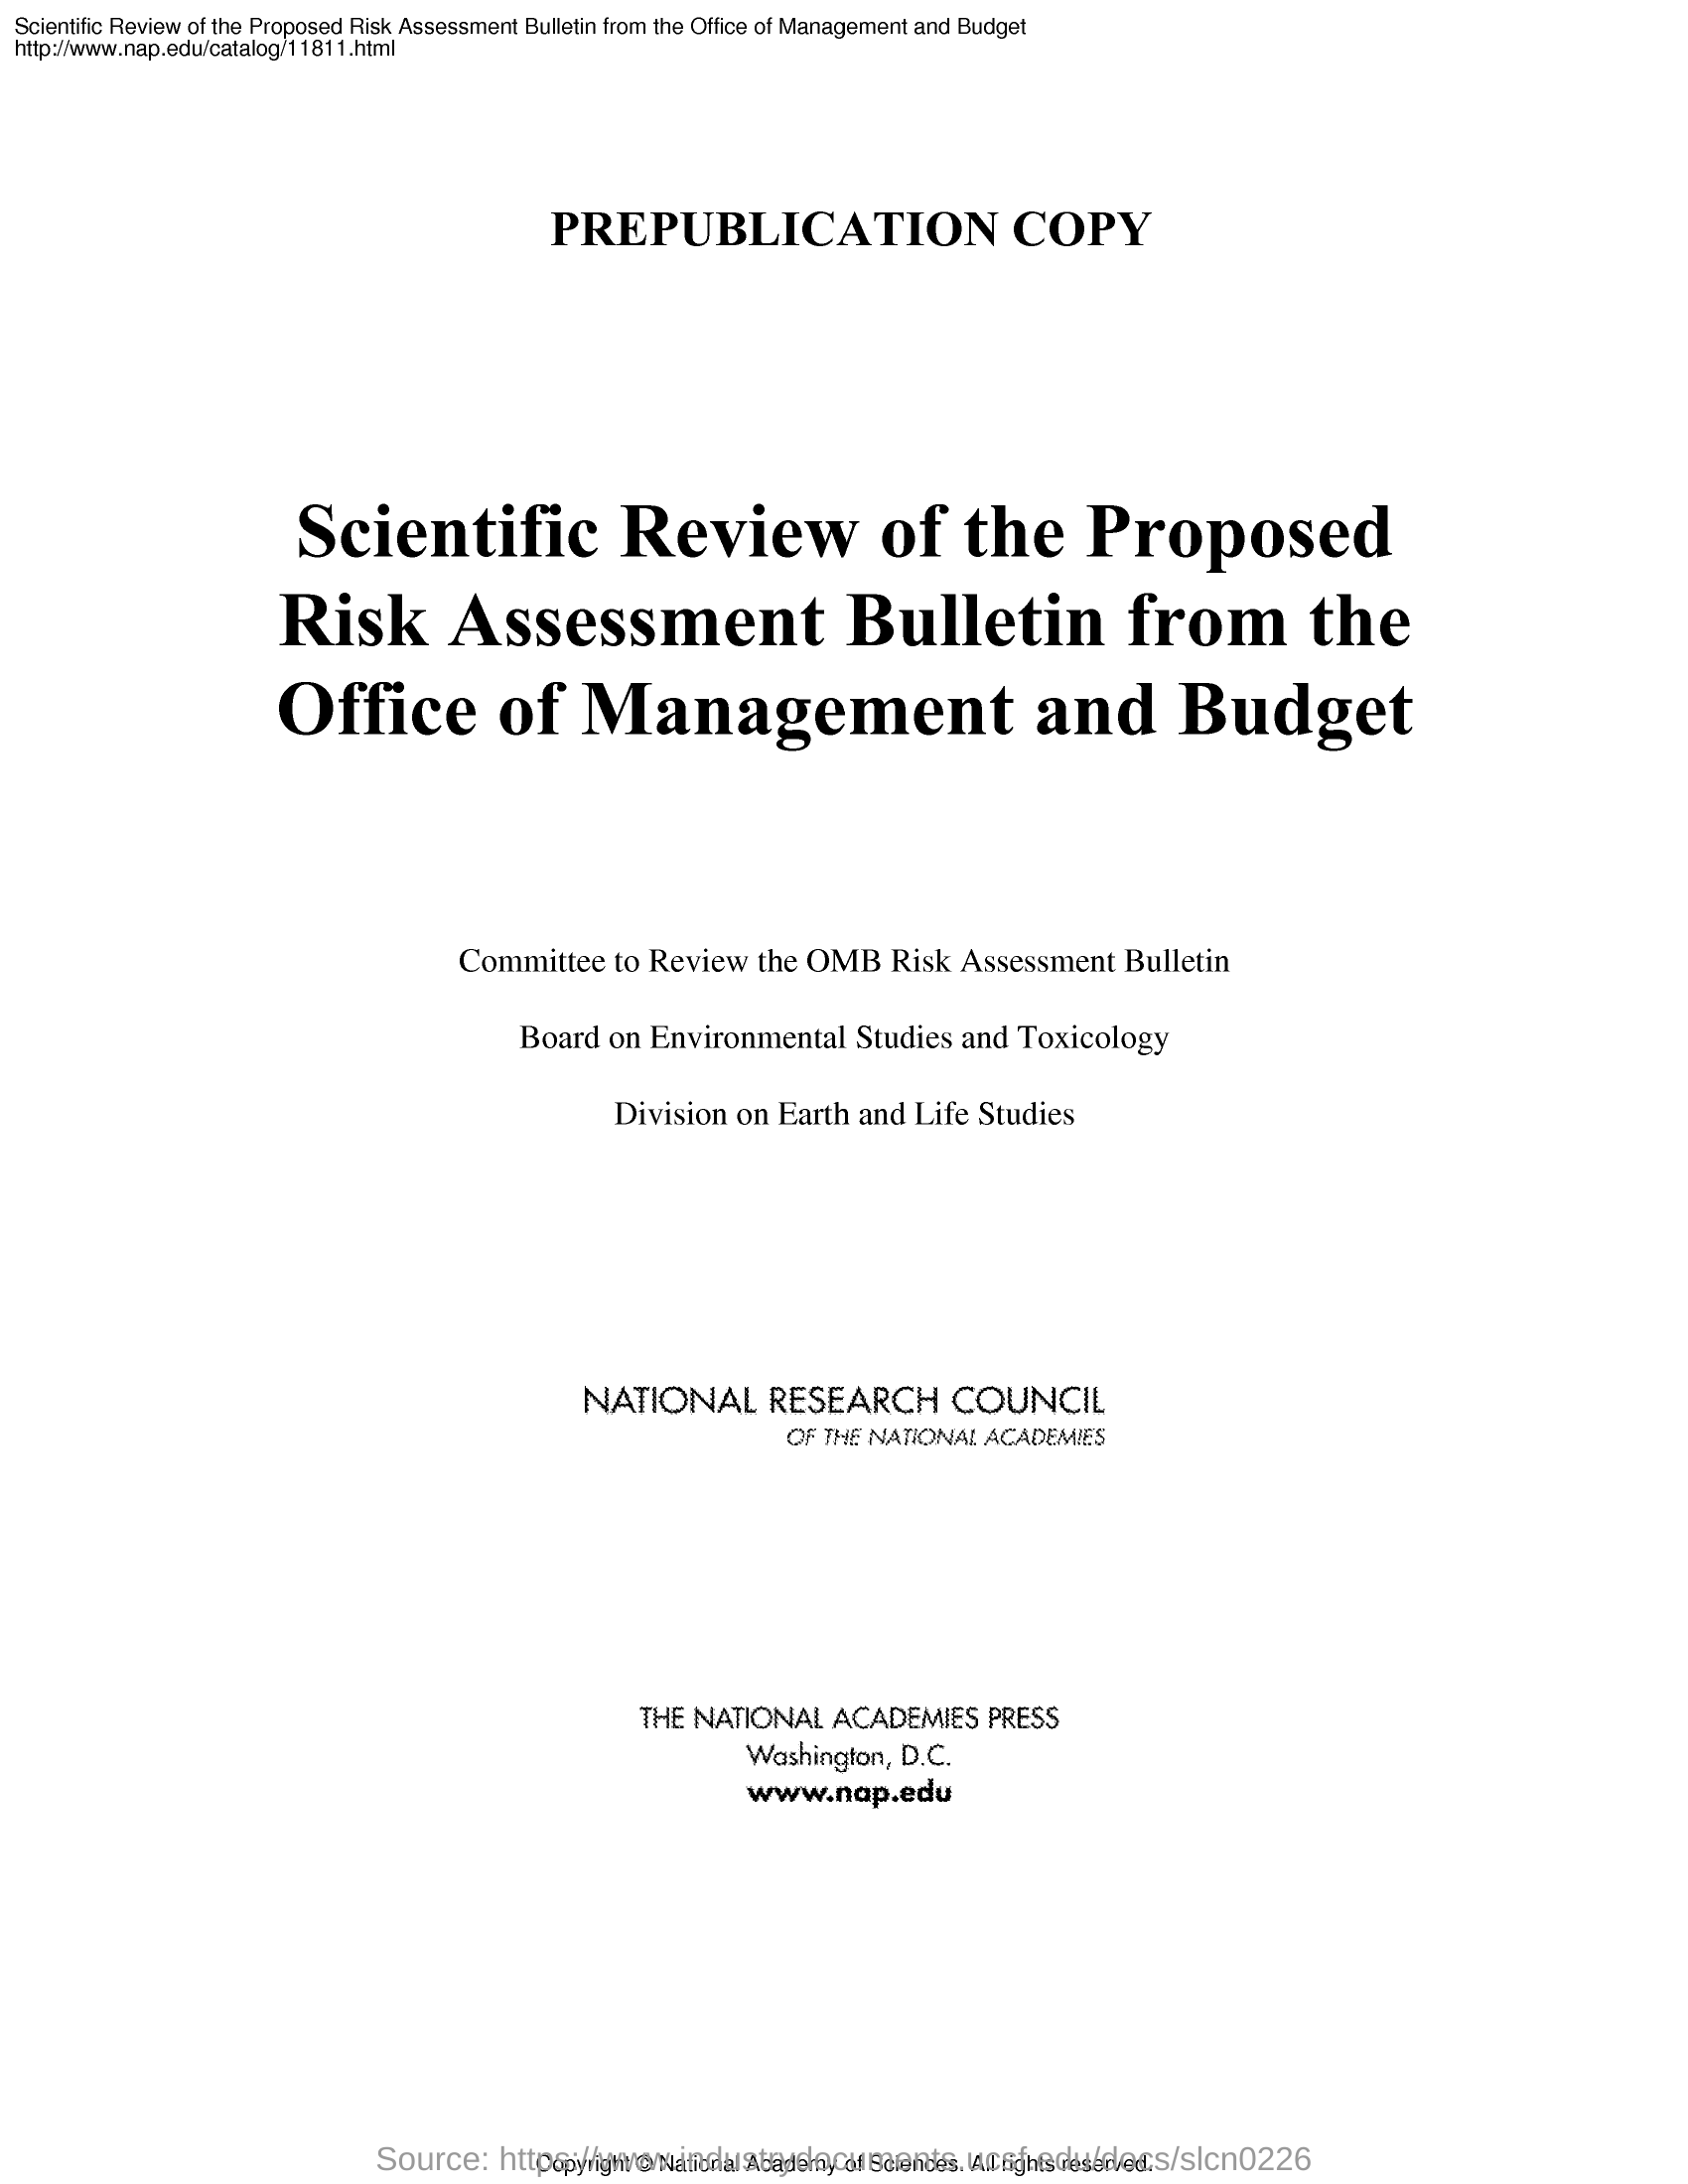 Scientific Review of the Proposed Risk Assessment Bulletin from the Office of Management and Budget
http://www.nap.edu/catalog/11811.html
PREPUBLICATION COPY
Scientific Review of the Proposed
Risk Assessment Bulletin from the
Office of Management and Budget
Committee to Review the OMB Risk Assessment Bulletin
Board on Environmental Studies and Toxicology
Division on Earth and Life Studies
NATIONAL RESEARCH COUNCIL
OF THE NATIONAL ACADEMIES
THE NATIONAL ACADEMIES PRESS
Washington, D.C.
www.nap.edu
Copyright © National Academy of Sciences. All rights reserved.
Source: https://www.industrydocuments.ucsf.edu/docs/slcn0226